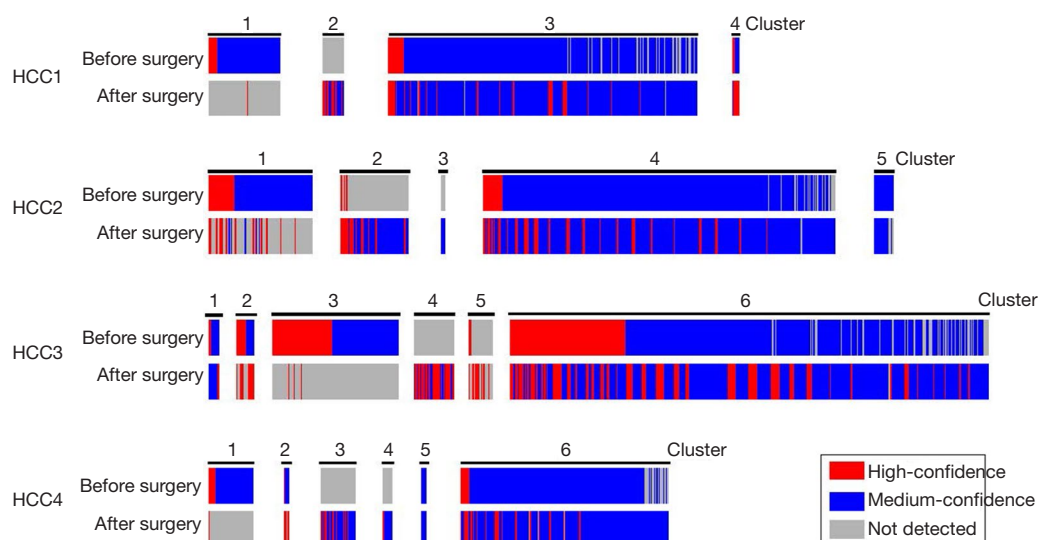 1 2 3 4 Cluster
Before surgery
HCC1
After surgery
1 2 3 4 5 Cluster
Before surgery
HCC2
After surgery
1 2 3 4 5 6 Cluster
Before surgery
HCC3
After surgery
1 2 3 4 5 6 Cluster
Before surgery
HCC4
After surgery
High-confidence
Medium-confidence
Not detected